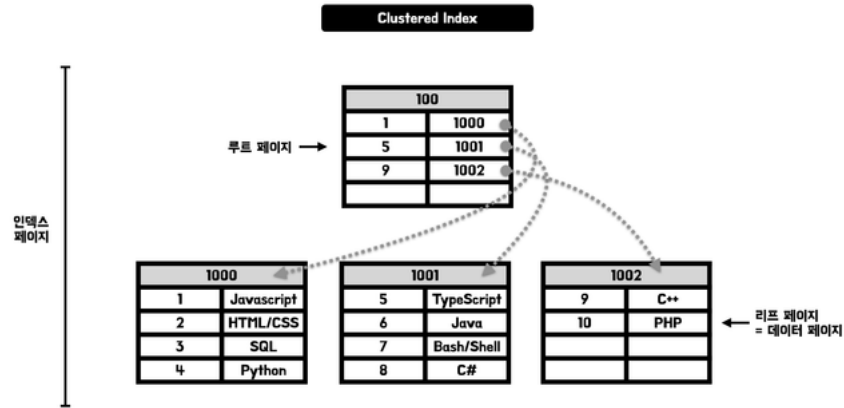 Clustered Index
100
1 1000
루트 페이지 5 1001
9 1002
인덱스
페이지
1000 1001 1002
1 Javascript 5 TypeScript 9 C++
2 HTML/CSS 6 Java 10 PHP
리프 페이지
= 데이터 페이지
3 SQL 7 Bash/Shell
4 Python 8 C#